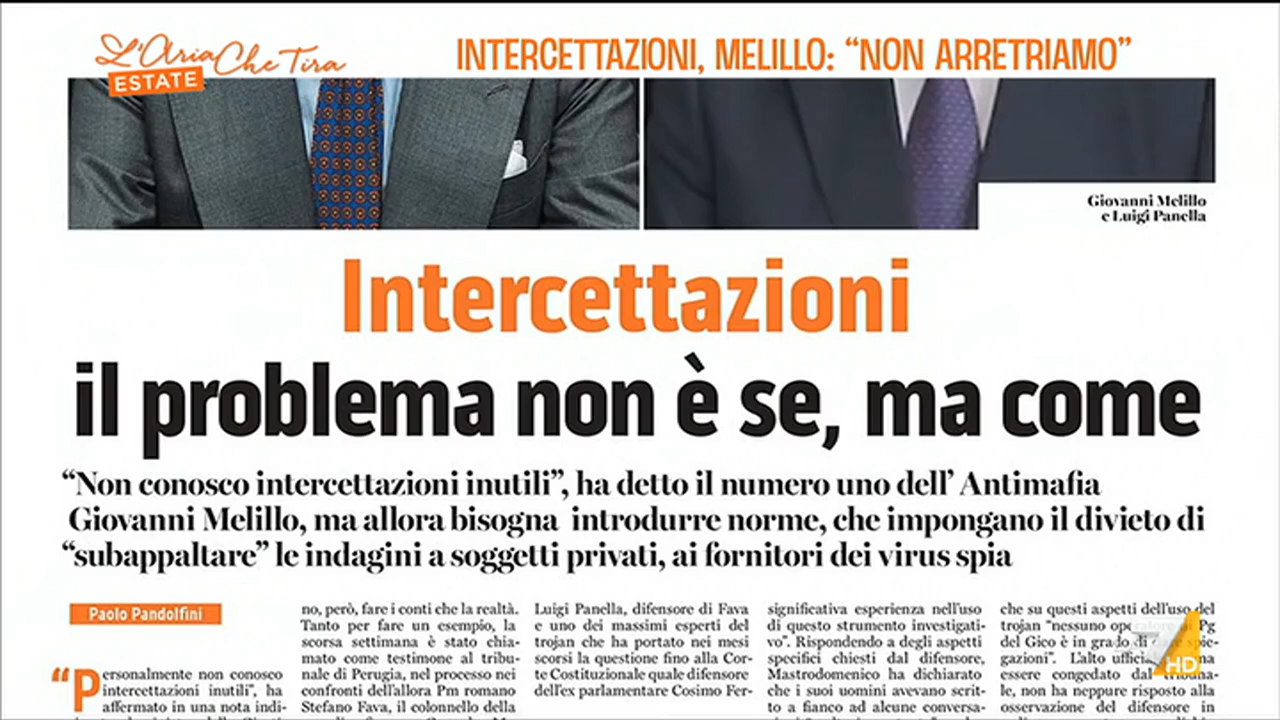 L'Aria Che Tira
ESTATE
INTERCETTAZIONI, MELILLO: “NON ARRETRIAMO”
Giovanni Melillo
e Luigi Panella
Intercettazioni
il problema non è se, ma come
“Non conosco intercettazioni inutili”, ha detto il numero uno dell’ Antimafia
Giovanni Melillo, ma allora bisogna introdurre norme, che impongano il divieto di
“subappaltare” le indagini a soggetti privati, ai fornitori dei virus spia
Paolo Pandolfini
“Personalmente non conosco
intercettazioni inutili”, ha
affermato in una nota indi-
no, però, fare i conti che la realtà.
Tanto per fare un esempio, la
scorsa settimana è stato chia-
mato come testimone al tribu-
nale di Perugia, nel processo nei
confronti dell'allora Pm romano
Stefano Fava, il colonnello della
Luigi Panella, difensore di Fava
e uno dei massimi esperti del
trojan che ha portato nei mesi
scorsi la questione fino alla Cor-
te Costituzionale quale difensore
dell'ex parlamentare Cosimo Fer-
significativa esperienza nell'uso
di questo strumento investigati-
vo". Rispondendo a degli aspetti
specifici chiesti dal difensore,
Mastrodomenico ha dichiarato
che i suoi uomini avevano scrit-
to a fianco ad alcune conversa-
che su questi aspetti dell'uso del
trojan "nessuno operatore di Pg
del Gico è in grado di dare spie-
gazioni". L'alto
essere congedato dal tribuna-
le, non ha neppure risposto alla
osservazione del difensore in
7 HD